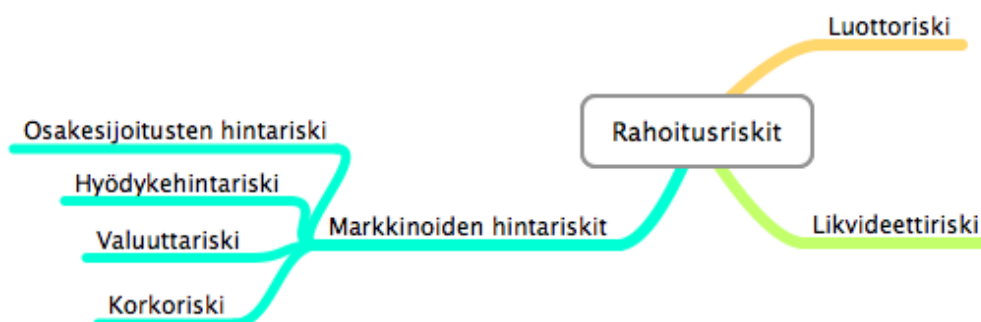 Luottoriski
Rahoitusriskit
Osakesijoitusten hintariski
Hyödykehintariski
Valuuttariski
Markkinoiden hintariskit
Likvideettiriski
Korkoriski